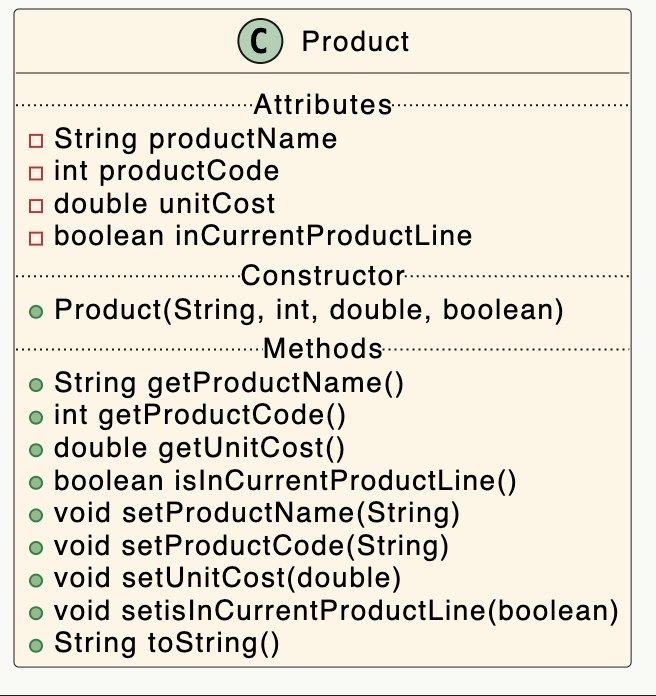 C Product
Attributes
String productName
int productCode
double unitCost
boolean inCurrentProductLine
Constructor
Product(String, int, double, boolean)
Methods
String getProductName()
int getProductCode()
double getUnitCost()
boolean isInCurrentProductLine()
void setProductName(String)
void setProductCode(String)
void setUnitCost(double)
void setisInCurrentProductLine(boolean)
String toString()